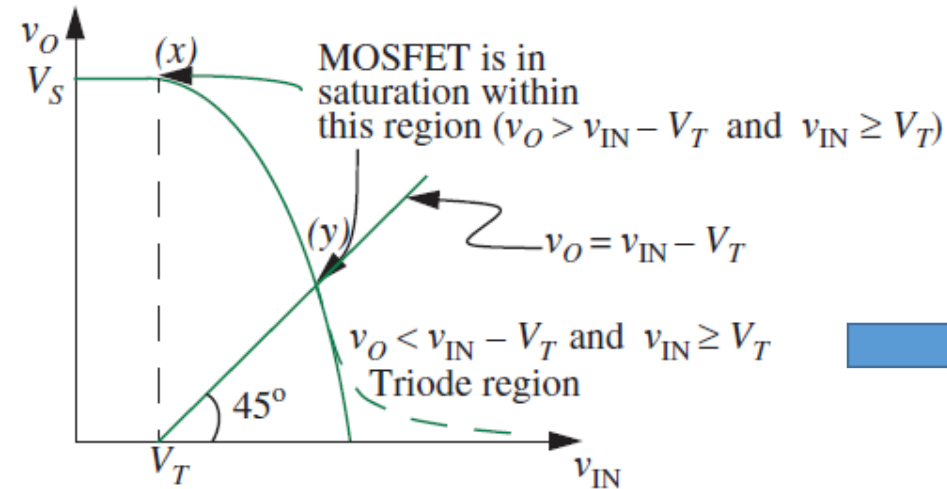 v_O
(x)
V_S
MOSFET is in
saturation within
this region (v_O > v_IN – V_T and v_IN ≥ V_T)
(y)
v_O = v_IN – V_T
v_O < v_IN – V_T and v_IN ≥ V_T
Triode region
45°
V_T
v_IN